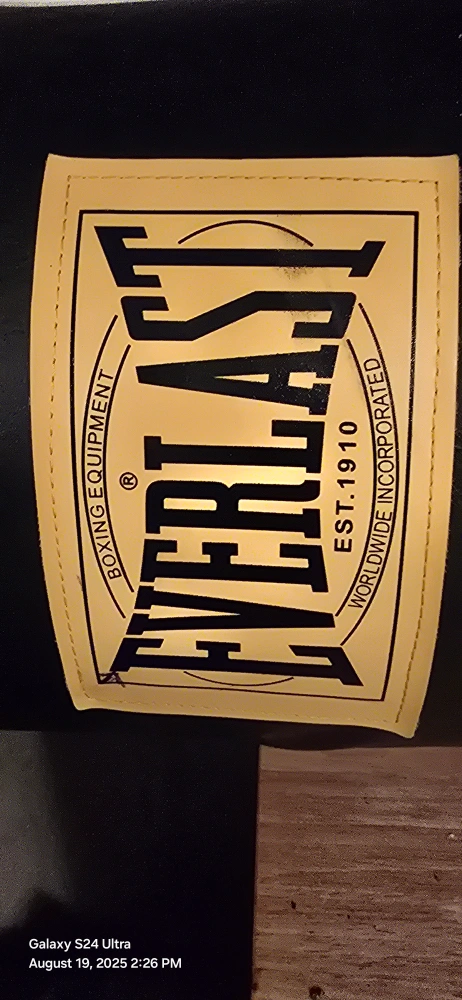 BOXING EQUIPMENT
®
EVERLAST
EST.1910
WORLDWIDE INCORPORATED
Galaxy S24 Ultra
August 19, 2025 2:26 PM